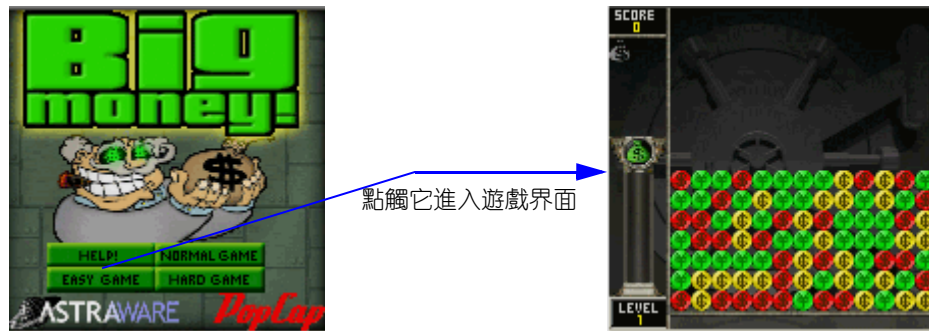 Big
money!
$
HELP!
NORMAL GAME
EASY GAME
HARD GAME
ASTRAWARE
PopCap
點觸它進入遊戲界面
SCORE
0
LEVEL
1